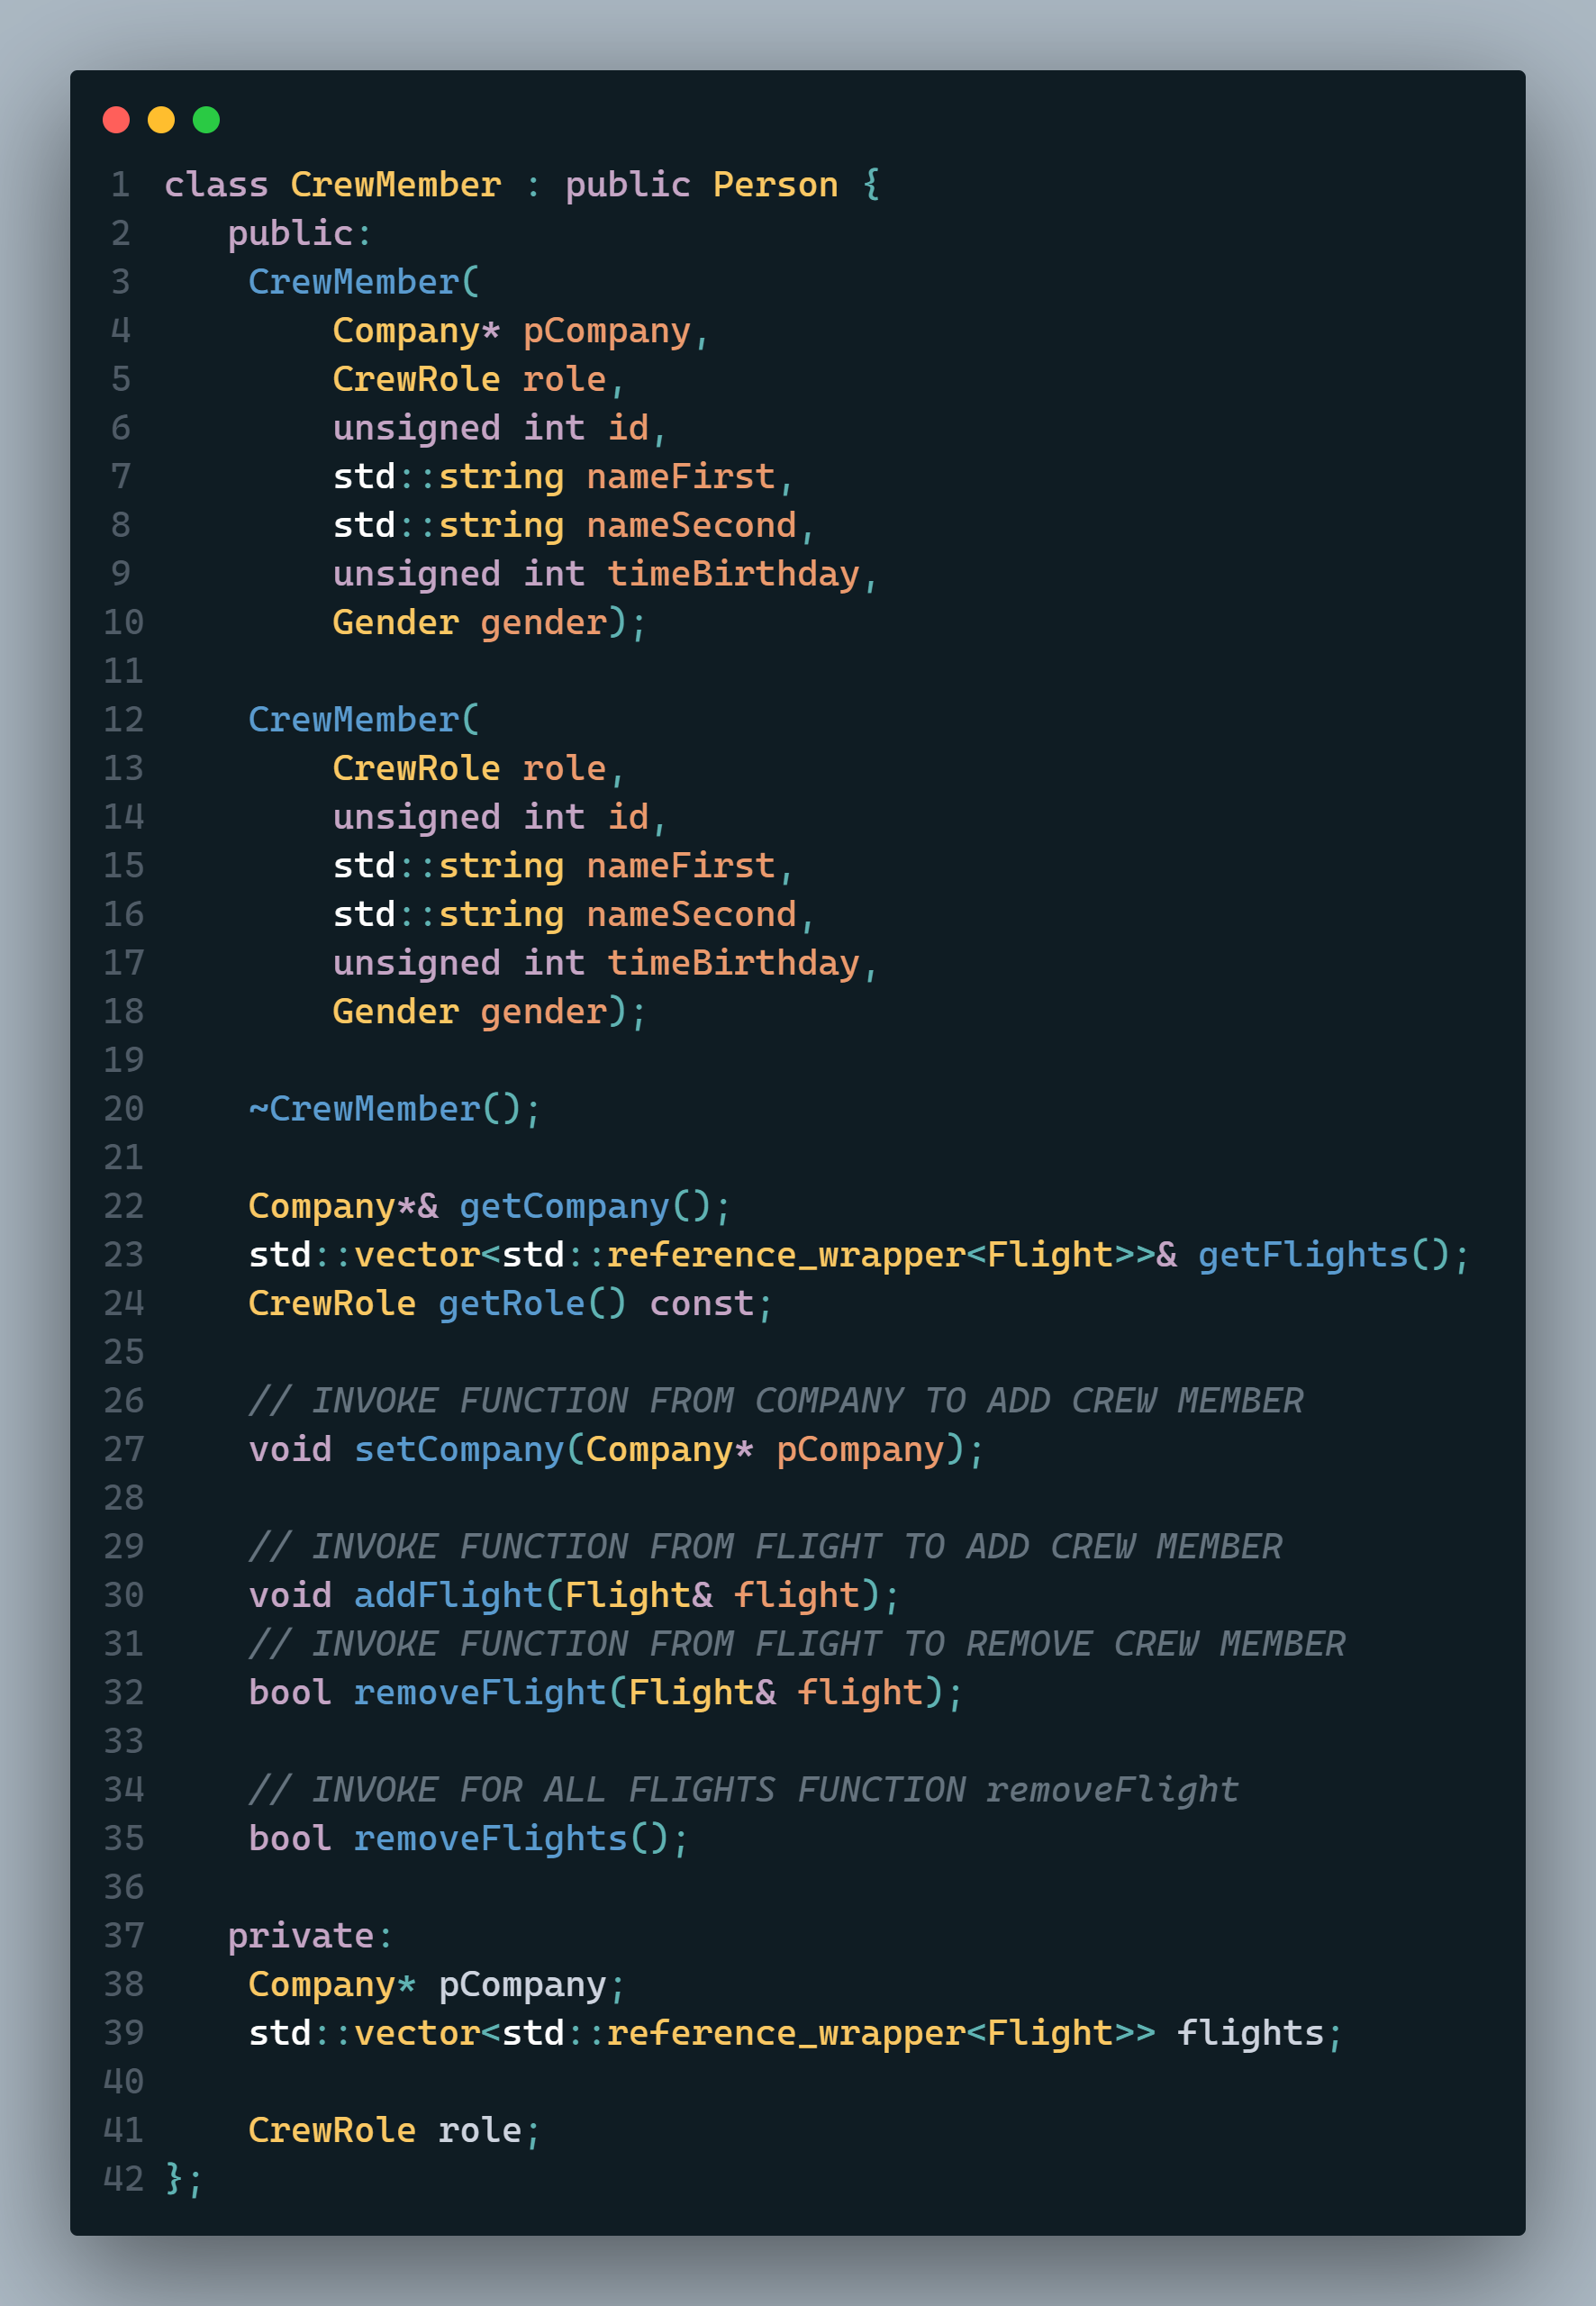 1 class CrewMember : public Person {
2 public:
3 CrewMember(
4 Company* pCompany,
5 CrewRole role,
6 unsigned int id,
7 std::string nameFirst,
8 std::string nameSecond,
9 unsigned int timeBirthday,
10 Gender gender);
11
12 CrewMember(
13 CrewRole role,
14 unsigned int id,
15 std::string nameFirst,
16 std::string nameSecond,
17 unsigned int timeBirthday,
18 Gender gender);
19
20 ~CrewMember();
21
22 Company*& getCompany();
23 std::vector<std::reference_wrapper<Flight>>& getFlights();
24 CrewRole getRole() const;
25
26 // INVOKE FUNCTION FROM COMPANY TO ADD CREW MEMBER
27 void setCompany(Company* pCompany);
28
29 // INVOKE FUNCTION FROM FLIGHT TO ADD CREW MEMBER
30 void addFlight(Flight& flight);
31 // INVOKE FUNCTION FROM FLIGHT TO REMOVE CREW MEMBER
32 bool removeFlight(Flight& flight);
33
34 // INVOKE FOR ALL FLIGHTS FUNCTION removeFlight
35 bool removeFlights();
36
37 private:
38 Company* pCompany;
39 std::vector<std::reference_wrapper<Flight>> flights;
40
41 CrewRole role;
42 };